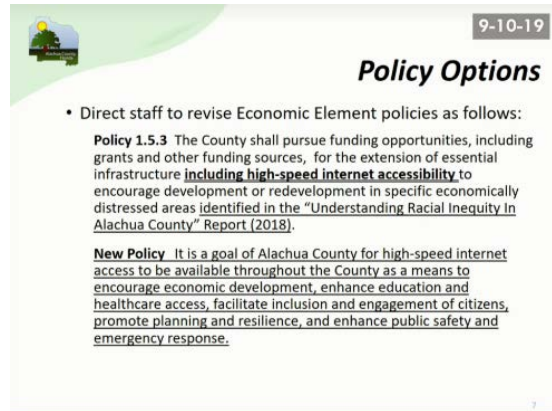 9-10-19
Alachua County
Policy Options
• Direct staff to revise Economic Element policies as follows:
Policy 1.5.3 The County shall pursue funding opportunities, including
grants and other funding sources, for the extension of essential
infrastructure including high-speed internet accessibility to
encourage development or redevelopment in specific economically
distressed areas identified in the “Understanding Racial Inequity In
Alachua County” Report (2018).
New Policy It is a goal of Alachua County for high-speed internet
access to be available throughout the County as a means to
encourage economic development, enhance education and
healthcare access, facilitate inclusion and engagement of citizens,
promote planning and resilience, and enhance public safety and
emergency response.